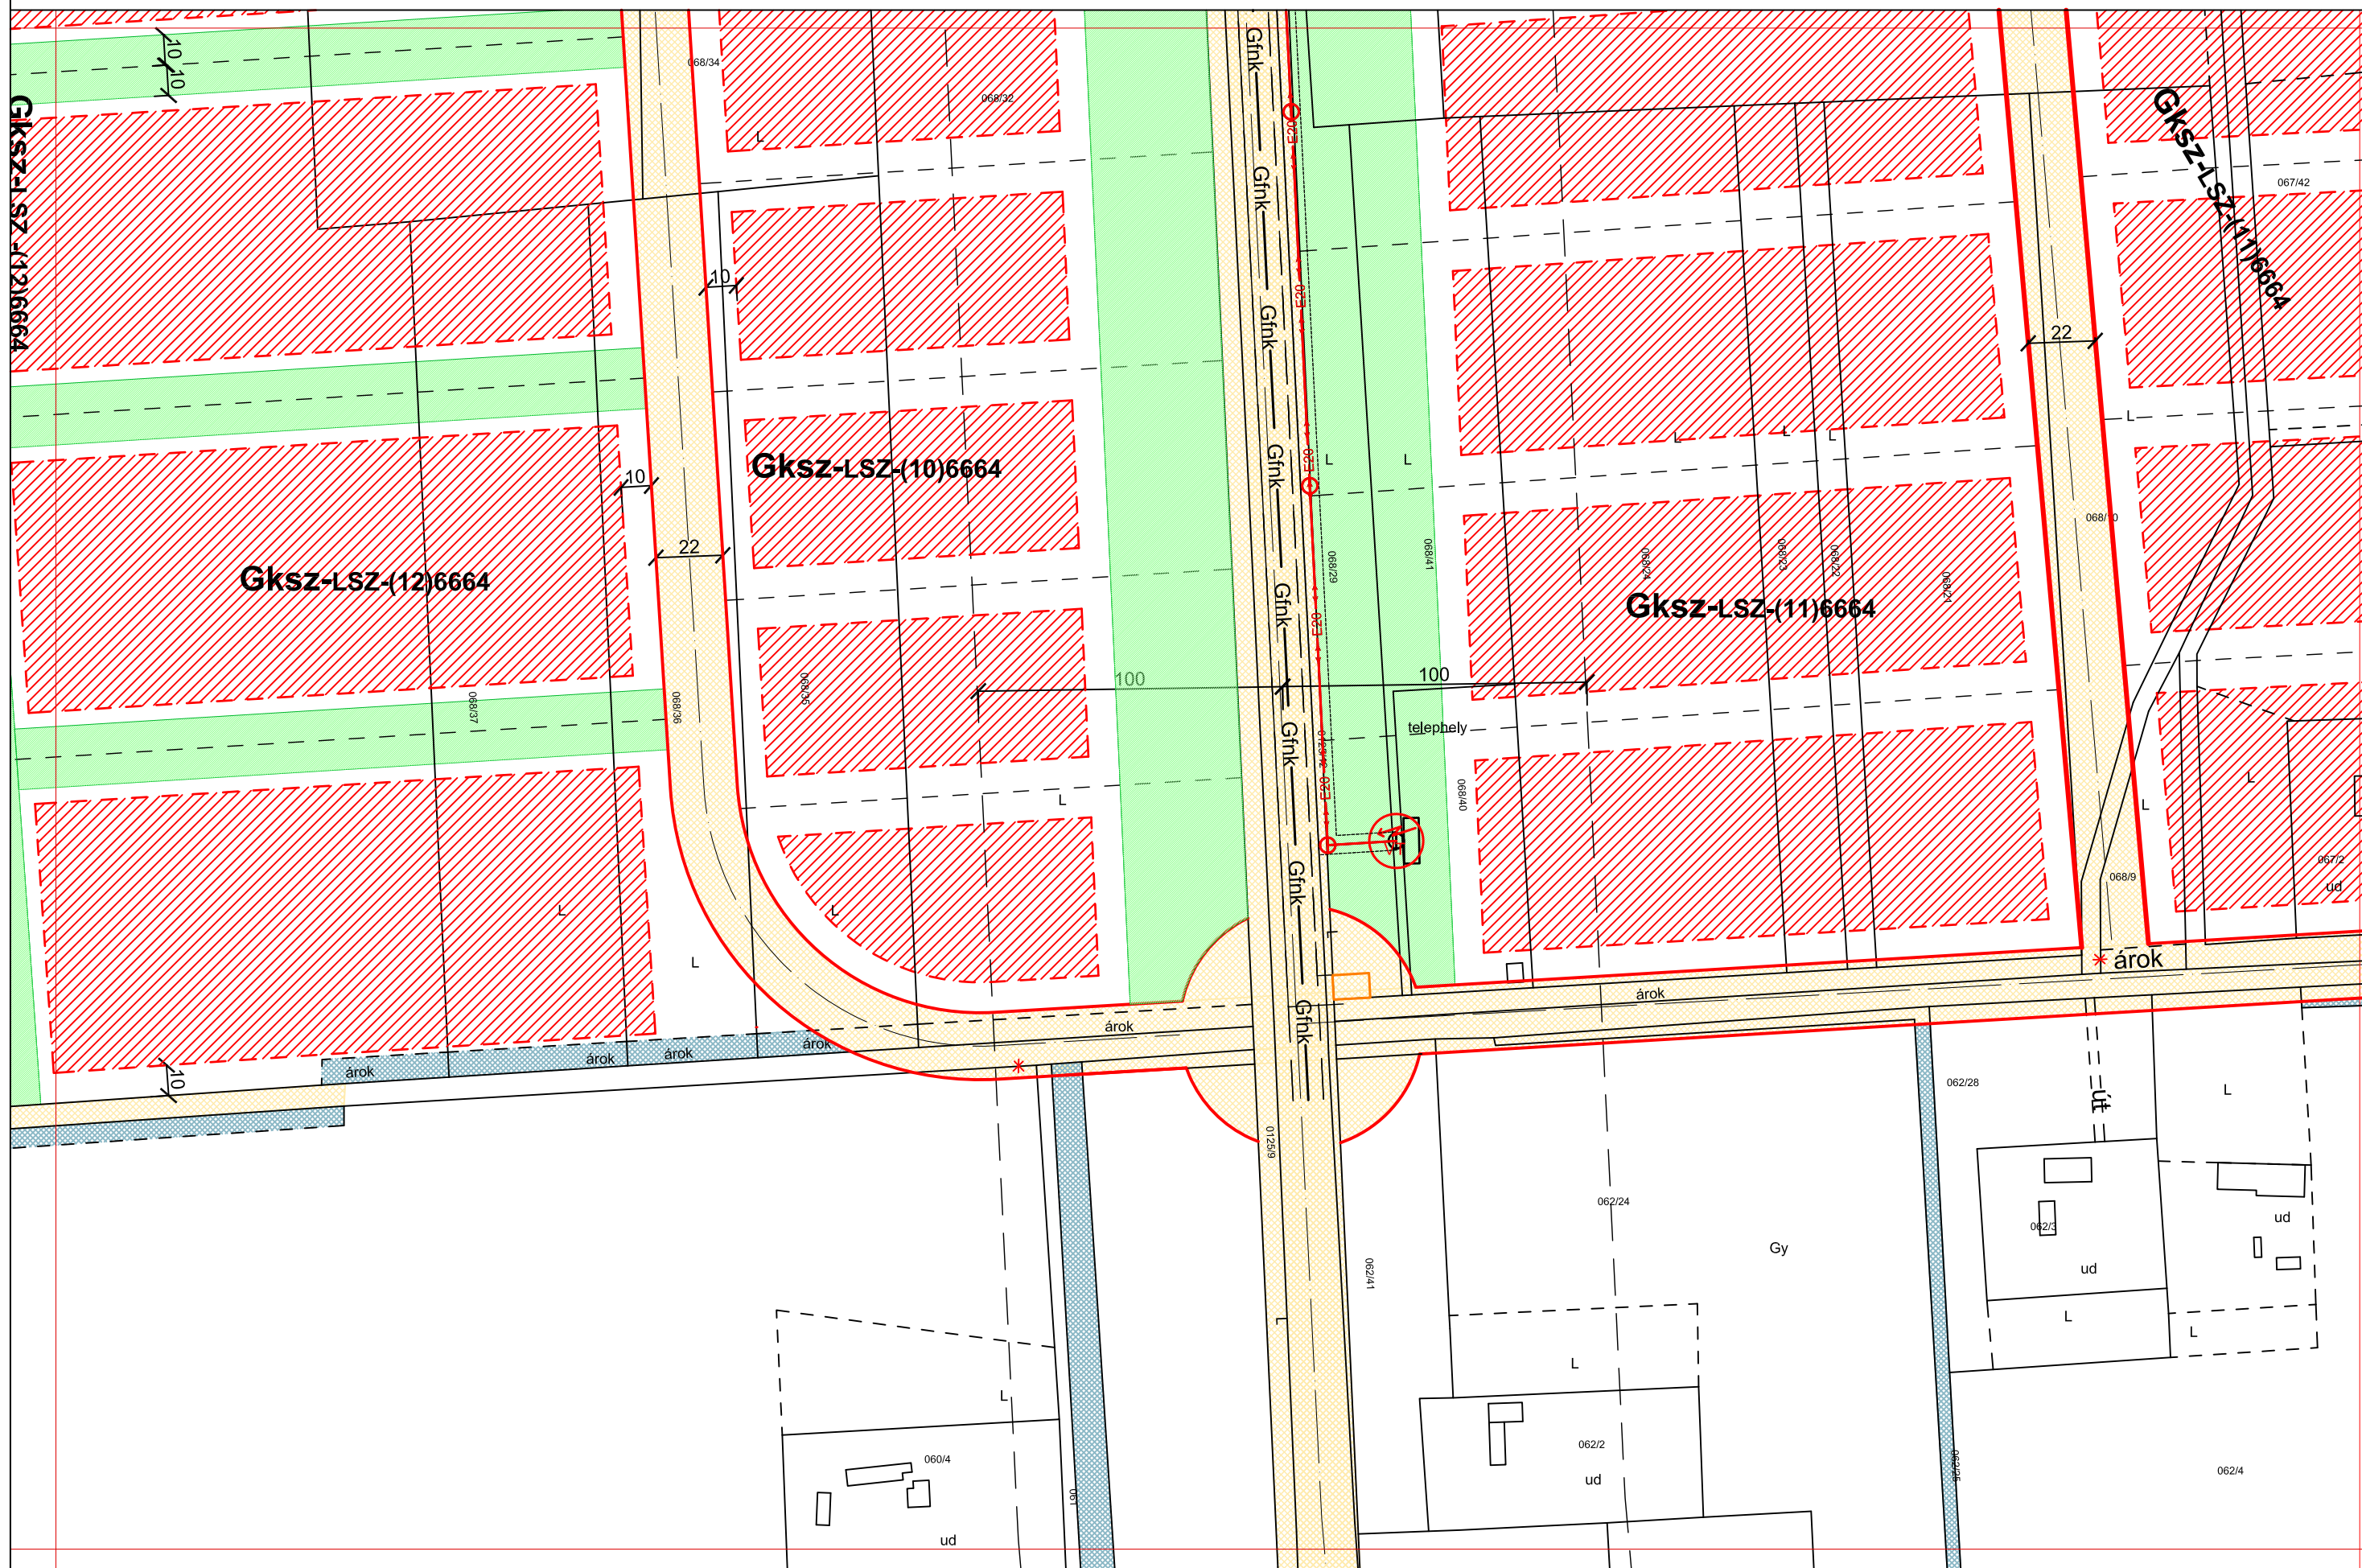 10
10
068/34
068/32
L
Gfnk
E20
Gksz-LSZ-(12)6664
Gksz-LSZ-(11)6664
067/42
Gfnk
10
E20
Gfnk
22
L
L
L
L
L
L
E20
Gfnk
Gksz-LSZ-(10)6664
10
22
Gksz-LSZ-(12)6664
068/29
068/41
068/24
068/23
068/22
068/21
Gksz-LSZ-(11)6664
Gfnk
E20
068/37
068/36
068/35
100
100
telephely
Gfnk
E20
068/40
L
L
L
067/2
ud
068/9
Gfnk
L
L
L
L
árok
árok
Gfnk
árok
árok
árok
árok
árok
10
062/28
L
út
0125/9
062/24
062/3
ud
ud
Gy
062/41
L
L
L
L
L
060/4
062/2
ud
062/25
062/4
061
ud